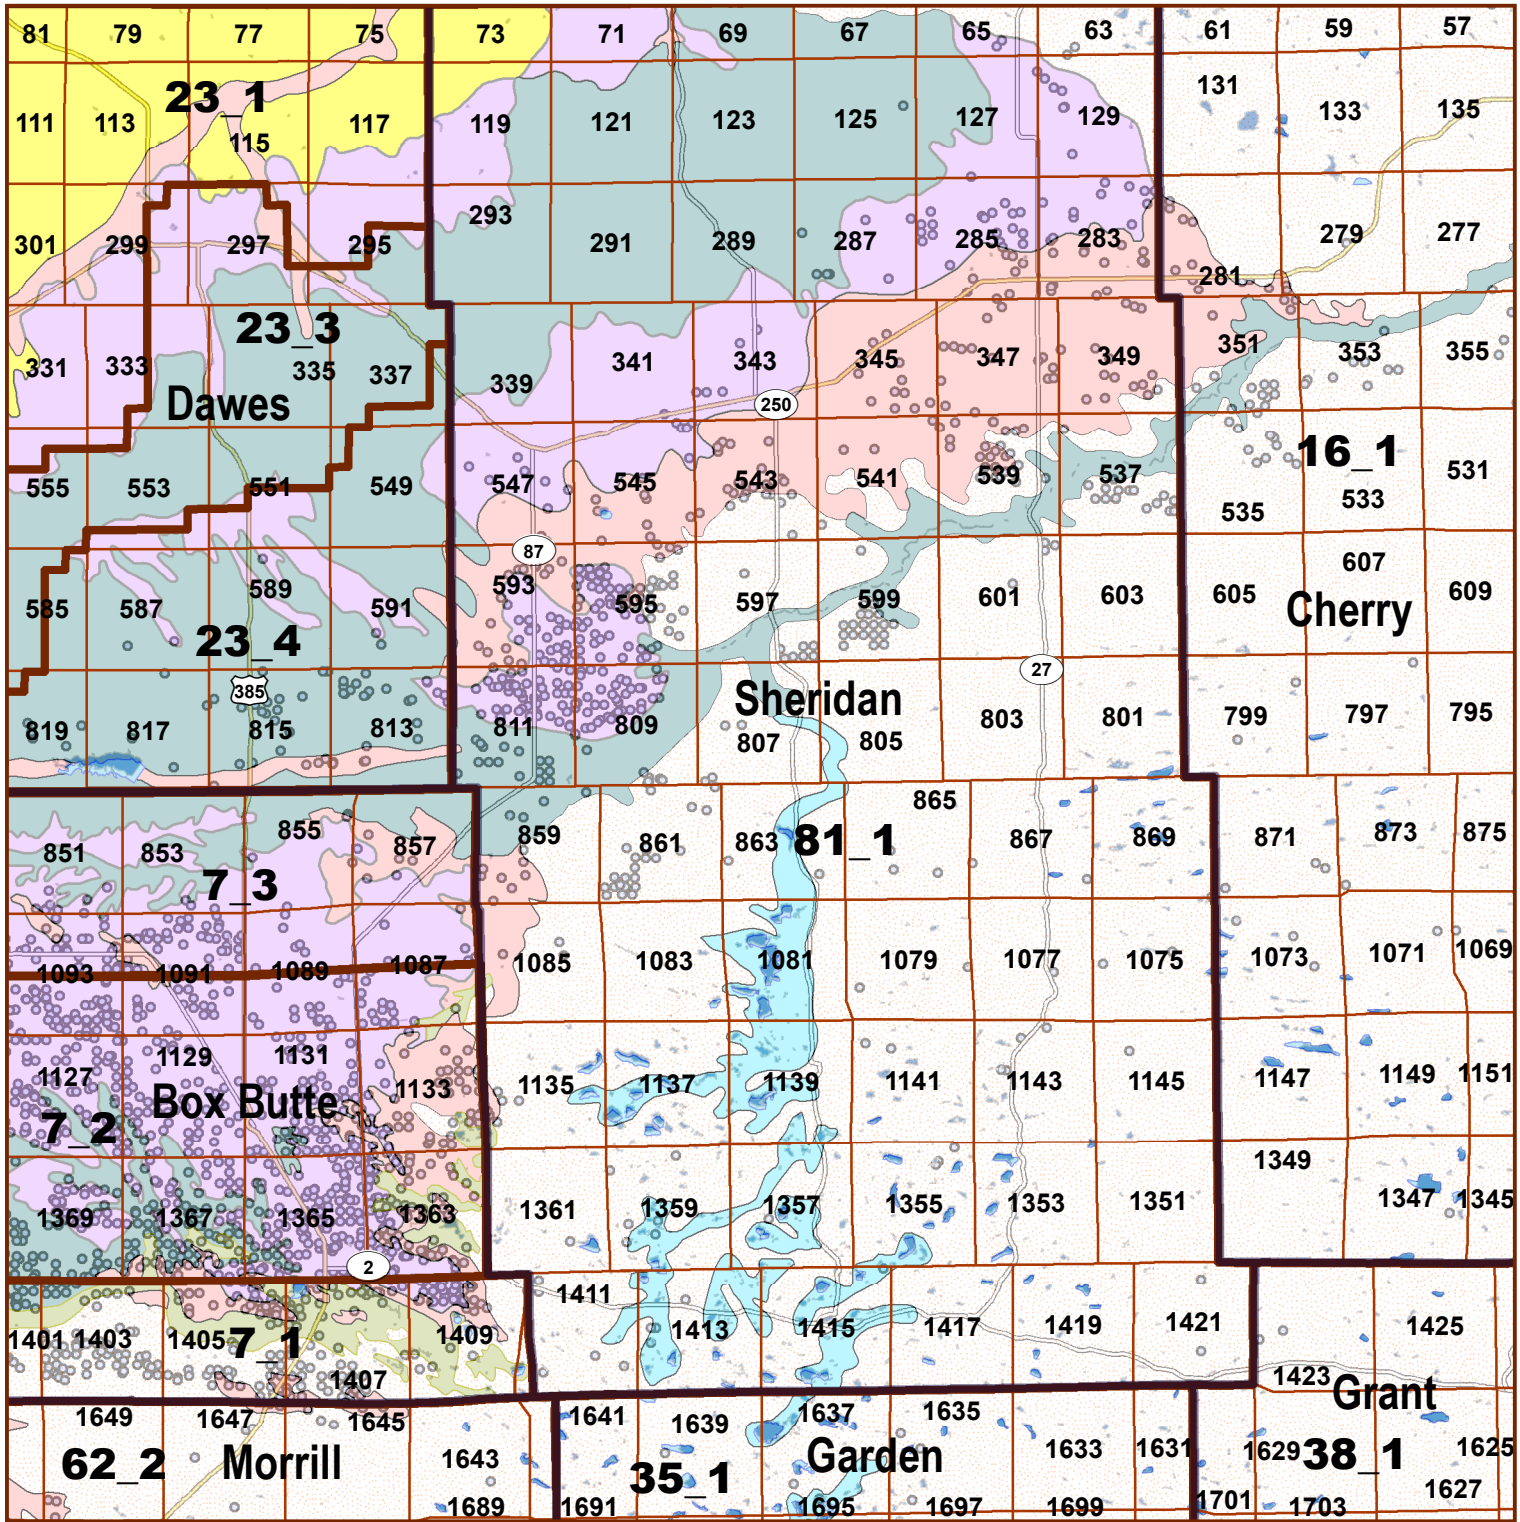 81 79 77 75 73 71 69 67 65 63 61 59 57
23_1
111 113 115 117 119 121 123 125 127 129 131 133 135
301 299 297 295 293 291 289 287 285 283 281 279 277
23_3
331 333 335 337 339 341 343 345 347 349 351 353 355
Dawes
250
16_1
555 553 551 549 547 545 543 541 539 537 535 533 531
87
585 587 589 591 593 595 597 599 601 603 605 607 609
Cherry
23_4
385
27
Sheridan
819 817 815 813 811 809 807 805 803 801 799 797 795
81_1
851 853 855 857 859 861 863 865 867 869 871 873 875
7_3
1093 1091 1089 1087 1085 1083 1081 1079 1077 1075 1073 1071 1069
1127 1129 1131 1133 1135 1137 1139 1141 1143 1145 1147 1149 1151
Box Butte
7_2
1369 1367 1365 1363 1361 1359 1357 1355 1353 1351 1349 1347 1345
2
1401 1403 1405 1407 1409 1411 1413 1415 1417 1419 1421 1423 1425
7_1
Grant
1649 1647 1645 1643 1641 1639 1637 1635 1633 1631 1629 1627 1625
62_2 Morrill 35_1 Garden 38_1
1689 1691 1695 1697 1699 1701 1703